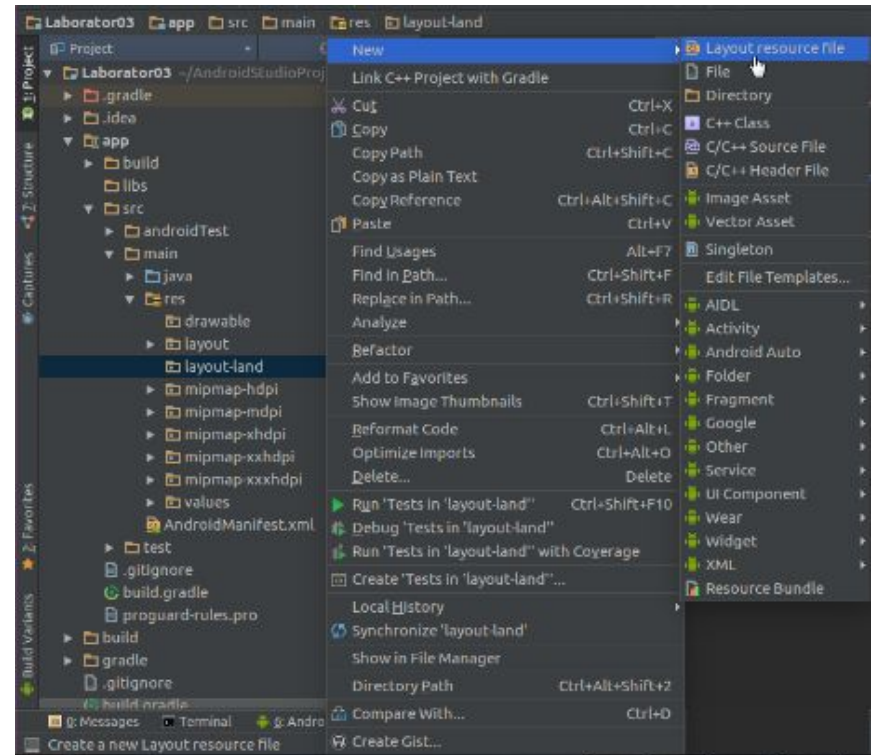 Laborator03 app src main res layout-land
Project
Laborator03 ~/AndroidStudioProj
.gradle
.idea
app
build
libs
src
androidTest
main
java
res
drawable
layout
layout-land
mipmap-hdpi
mipmap-mdpi
mipmap-xhdpi
mipmap-xxhdpi
mipmap-xxxhdpi
values
AndroidManifest.xml
test
.gitignore
build.gradle
proguard-rules.pro
build
gradle
.gitignore
build.gradle
1: Project
7: Structure
Captures
2: Favorites
Build Variants
New
Link C++ Project with Gradle
Cut Ctrl+X
Copy Ctrl+C
Copy Path Ctrl+Shift+C
Copy as Plain Text
Copy Reference Ctrl+Alt+Shift+C
Paste Ctrl+V
Find Usages Alt+F7
Find in Path... Ctrl+Shift+F
Replace in Path... Ctrl+Shift+R
Analyze
Refactor
Add to Favorites
Show Image Thumbnails Ctrl+Shift+T
Reformat Code Ctrl+Alt+L
Optimize Imports Ctrl+Alt+O
Delete... Delete
Run 'Tests in 'layout-land'' Ctrl+Shift+F10
Debug 'Tests in 'layout-land''
Run 'Tests in 'layout-land'' with Coverage
Create 'Tests in 'layout-land''...
Local History
Synchronize 'layout-land'
Show in File Manager
Directory Path Ctrl+Alt+Shift+2
Compare With... Ctrl+D
Create Gist...
Layout resource file
File
Directory
C++ Class
C/C++ Source File
C/C++ Header File
Image Asset
Vector Asset
Singleton
Edit File Templates...
AIDL
Activity
Android Auto
Folder
Fragment
Google
Other
Service
UI Component
Wear
Widget
XML
Resource Bundle
0: Messages Terminal 6: Andro
Create a new Layout resource file